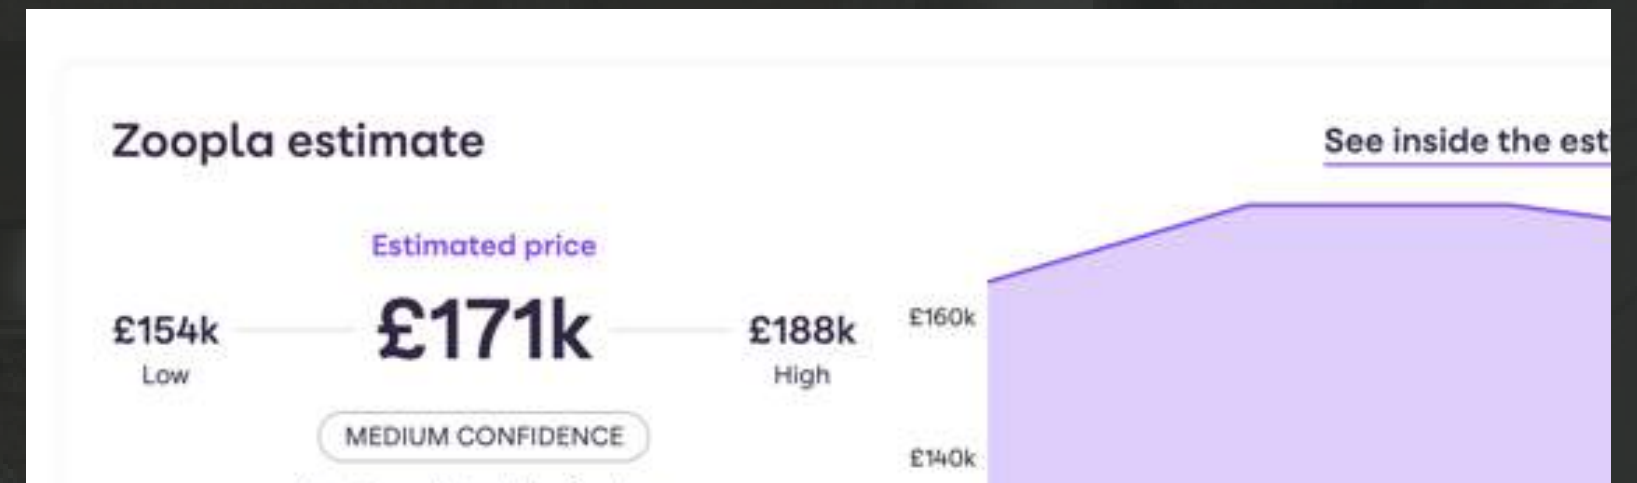 Zoopla estimate
See inside the est
Estimated price
£154k
£171k
£188k
Low
High
MEDIUM CONFIDENCE
£160k
£140k